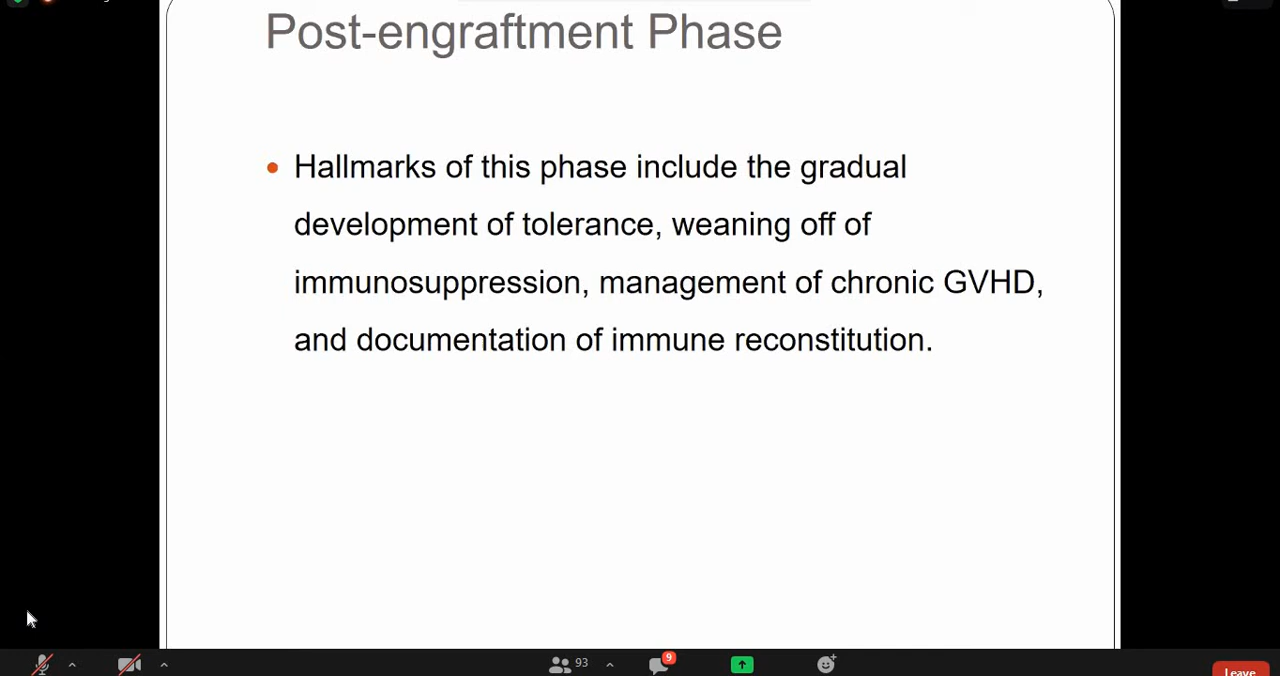 Post-engraftment Phase
• Hallmarks of this phase include the gradual
development of tolerance, weaning off of
immunosuppression, management of chronic GVHD,
and documentation of immune reconstitution.
93
9
Leave